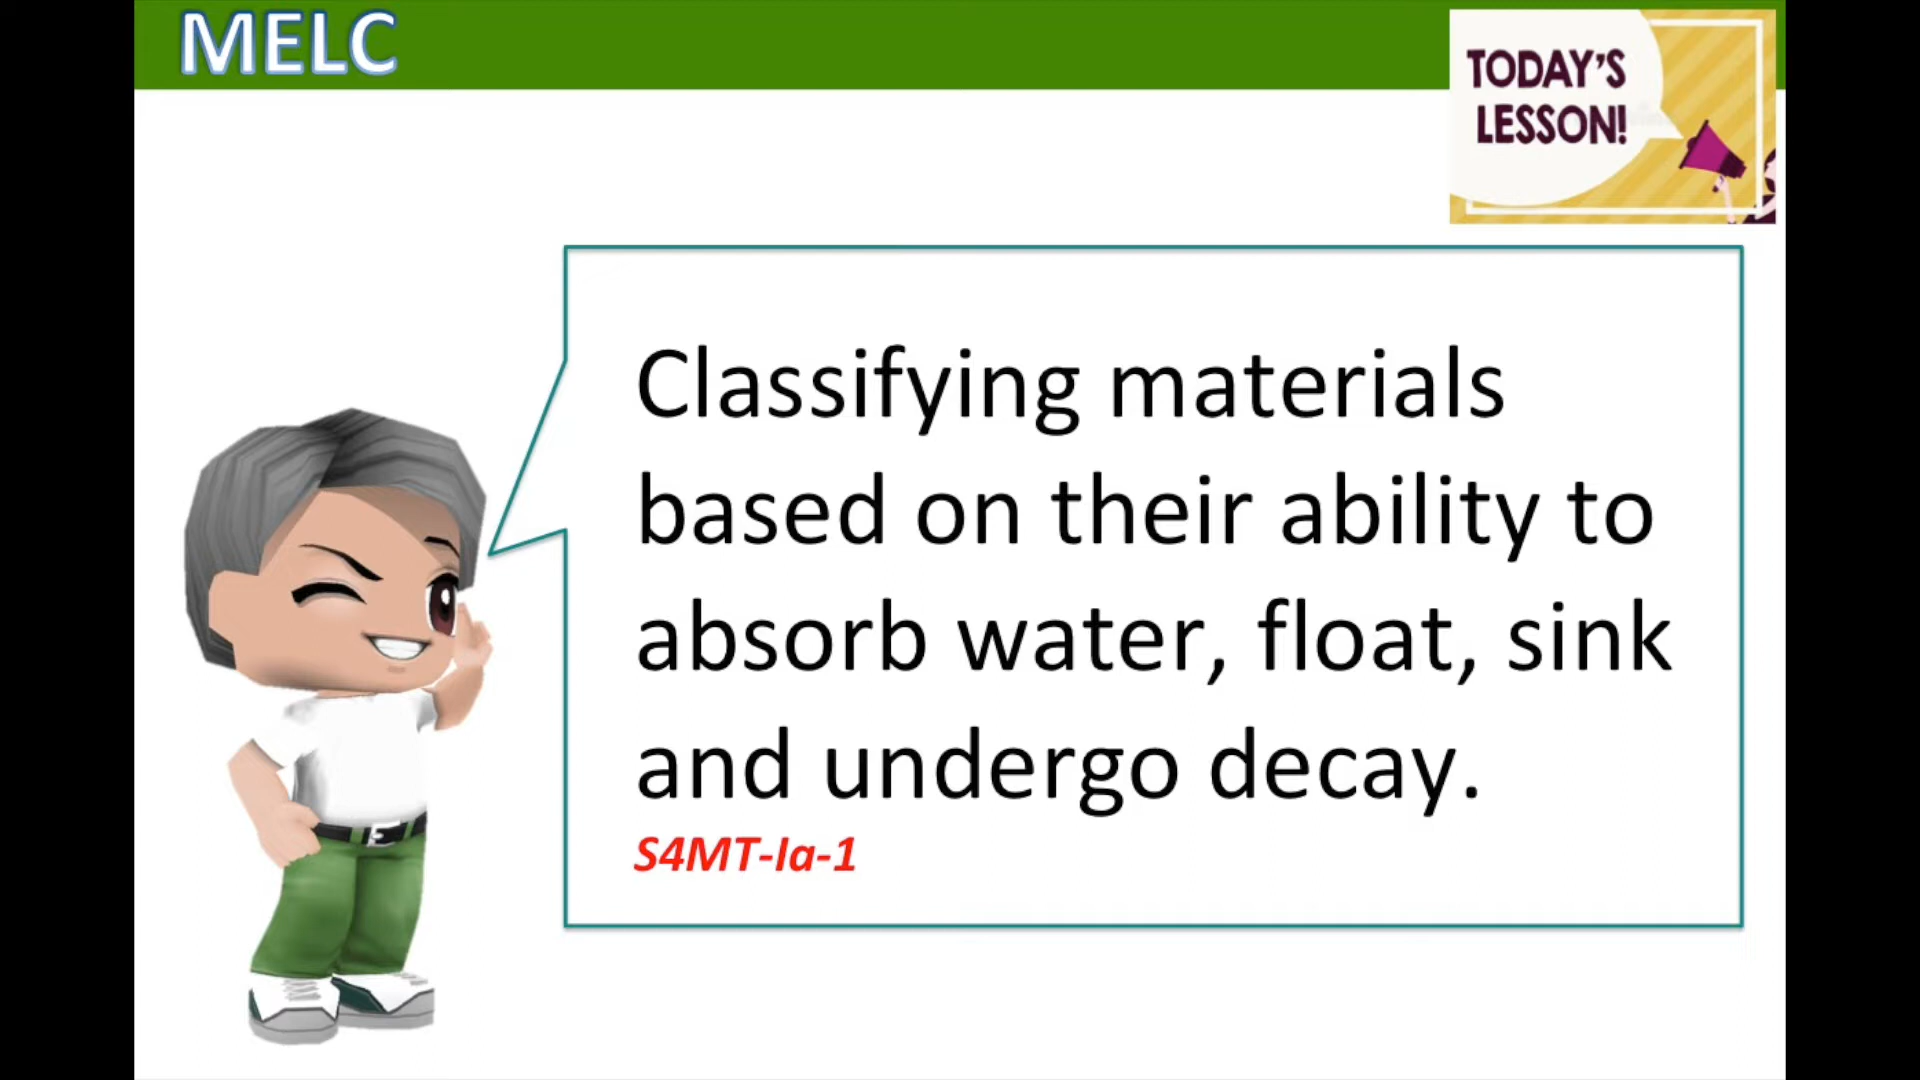 MELC
TODAY'S
LESSON!
Classifying materials
based on their ability to
absorb water, float, sink
and undergo decay.
S4MT-Ia-1